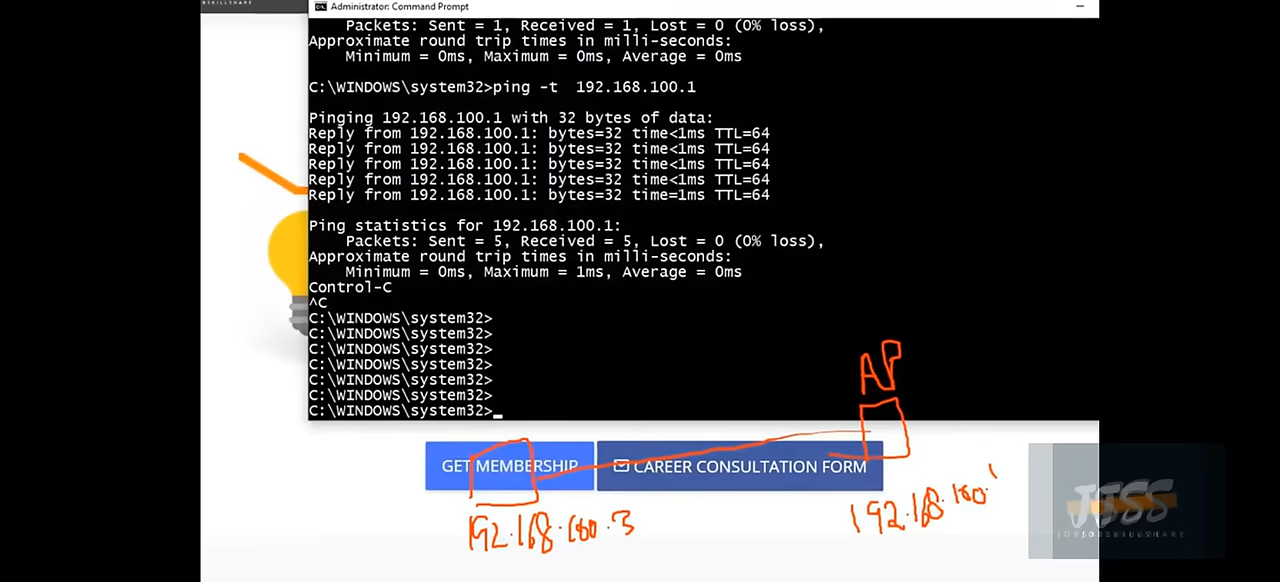 BSKILLSHARE
Administrator: Command Prompt
Packets: Sent = 1, Received = 1, Lost = 0 (0% loss),
Approximate round trip times in milli-seconds:
Minimum = 0ms, Maximum = 0ms, Average = 0ms
C:\WINDOWS\system32>ping -t  192.168.100.1
Pinging 192.168.100.1 with 32 bytes of data:
Reply from 192.168.100.1: bytes=32 time<1ms TTL=64
Reply from 192.168.100.1: bytes=32 time<1ms TTL=64
Reply from 192.168.100.1: bytes=32 time<1ms TTL=64
Reply from 192.168.100.1: bytes=32 time<1ms TTL=64
Reply from 192.168.100.1: bytes=32 time=1ms TTL=64
Ping statistics for 192.168.100.1:
Packets: Sent = 5, Received = 5, Lost = 0 (0% loss),
Approximate round trip times in milli-seconds:
Minimum = 0ms, Maximum = 1ms, Average = 0ms
Control-C
^C
C:\WINDOWS\system32>
C:\WINDOWS\system32>
C:\WINDOWS\system32>
C:\WINDOWS\system32>
C:\WINDOWS\system32>
C:\WINDOWS\system32>
C:\WINDOWS\system32>
AP
GET MEMBERSHIP
CAREER CONSULTATION FORM
192.168.100.3
192.168.100.1